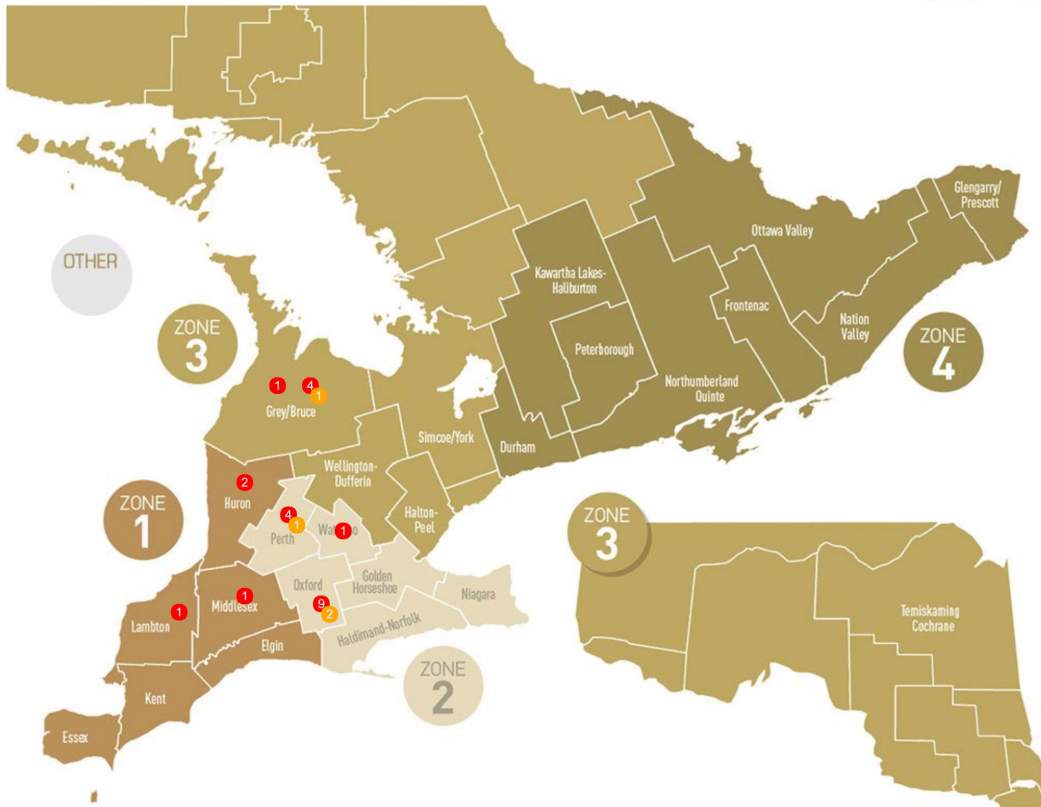 Glengarry/
Prescott
Ottawa Valley
OTHER
Kawartha Lakes-
Haliburton
Frontenac
Nation
Valley
ZONE
3
ZONE
4
Peterborough
Northumberland
Quinte
1
4
1
Grey/Bruce
Simcoe/York
Durham
Wellington-
Dufferin
2
Huron
Halton-
Peel
ZONE
1
4
1
Perth
1
ZONE
3
Oxford
Golden
Horseshoe
Niagara
1
Middlesex
9
2
1
Lambton
Haldimand-Norfolk
Temiskaming
Cochrane
Elgin
ZONE
2
Kent
Essex